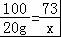 100/20g = 73/x